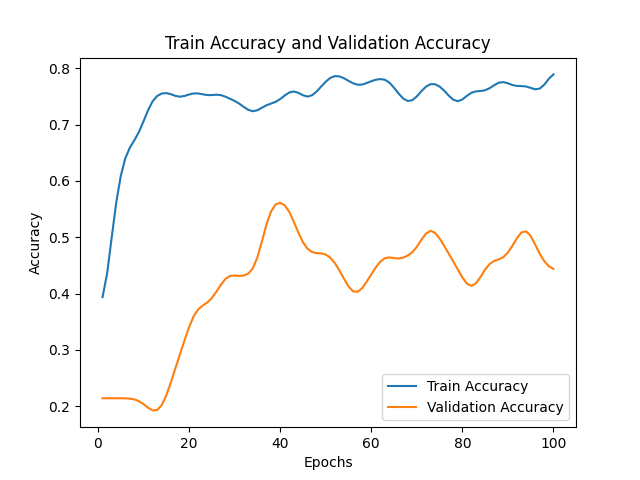 Train Accuracy and Validation Accuracy
0.8
0.7
0.6
0.5
0.4
0.3
0.2
Accuracy
0 20 40 60 80 100
Epochs
Train Accuracy
Validation Accuracy